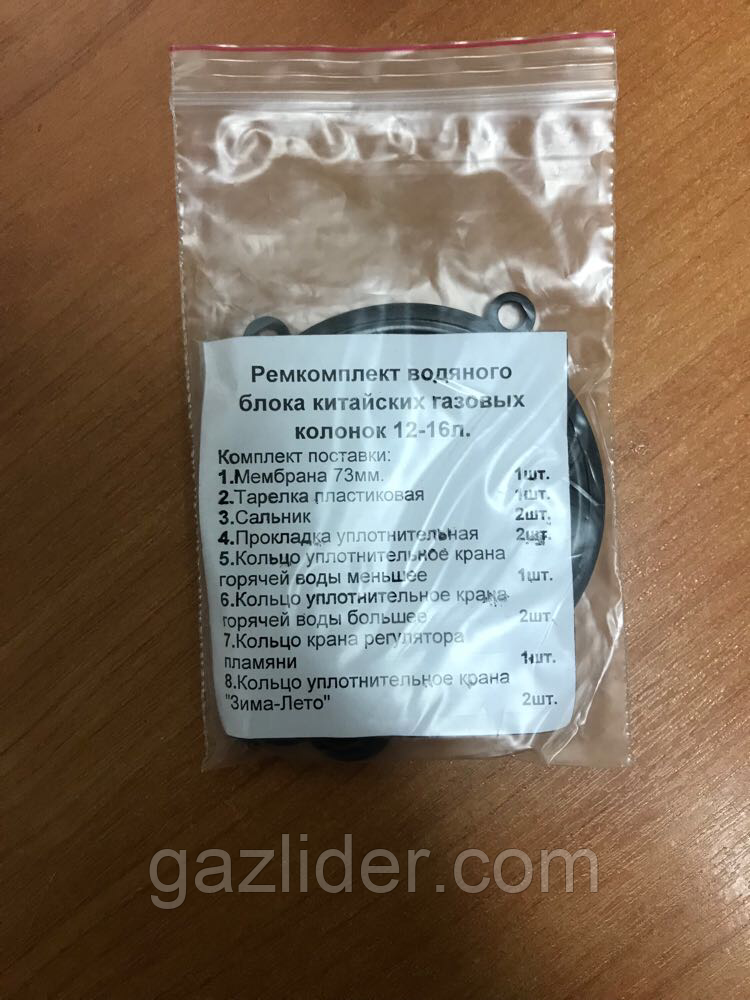 Ремкомплект водяного
блока китайских газовых
колонок 12-16л.
Комплект поставки:
1.Мембрана 73мм. 1шт.
2.Тарелка пластиковая 1шт.
3.Сальник 2шт.
4.Прокладка уплотнительная 2шт.
5.Кольцо уплотнительное крана
горячей воды меньшее 1шт.
6.Кольцо уплотнительное крана
горячей воды большее 2шт.
7.Кольцо крана регулятора
пламяни 1шт.
8.Кольцо уплотнительное крана
"Зима-Лето" 2шт.
gazlider.com